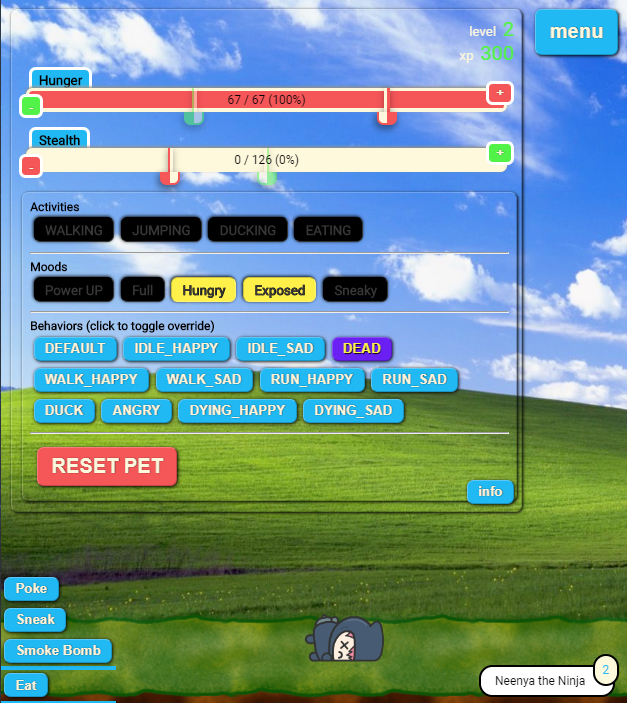 level 2
menu
xp 300
Hunger
+
67 / 67 (100%)
-
Stealth
+
0 / 126 (0%)
-
Activities
WALKING JUMPING DUCKING EATING
Moods
Power UP Full Hungry Exposed Sneaky
Behaviors (click to toggle override)
DEFAULT IDLE_HAPPY IDLE_SAD DEAD
WALK_HAPPY WALK_SAD RUN_HAPPY RUN_SAD
DUCK ANGRY DYING_HAPPY DYING_SAD
RESET PET
info
Poke
Sneak
Smoke Bomb
Eat
2
Neenya the Ninja